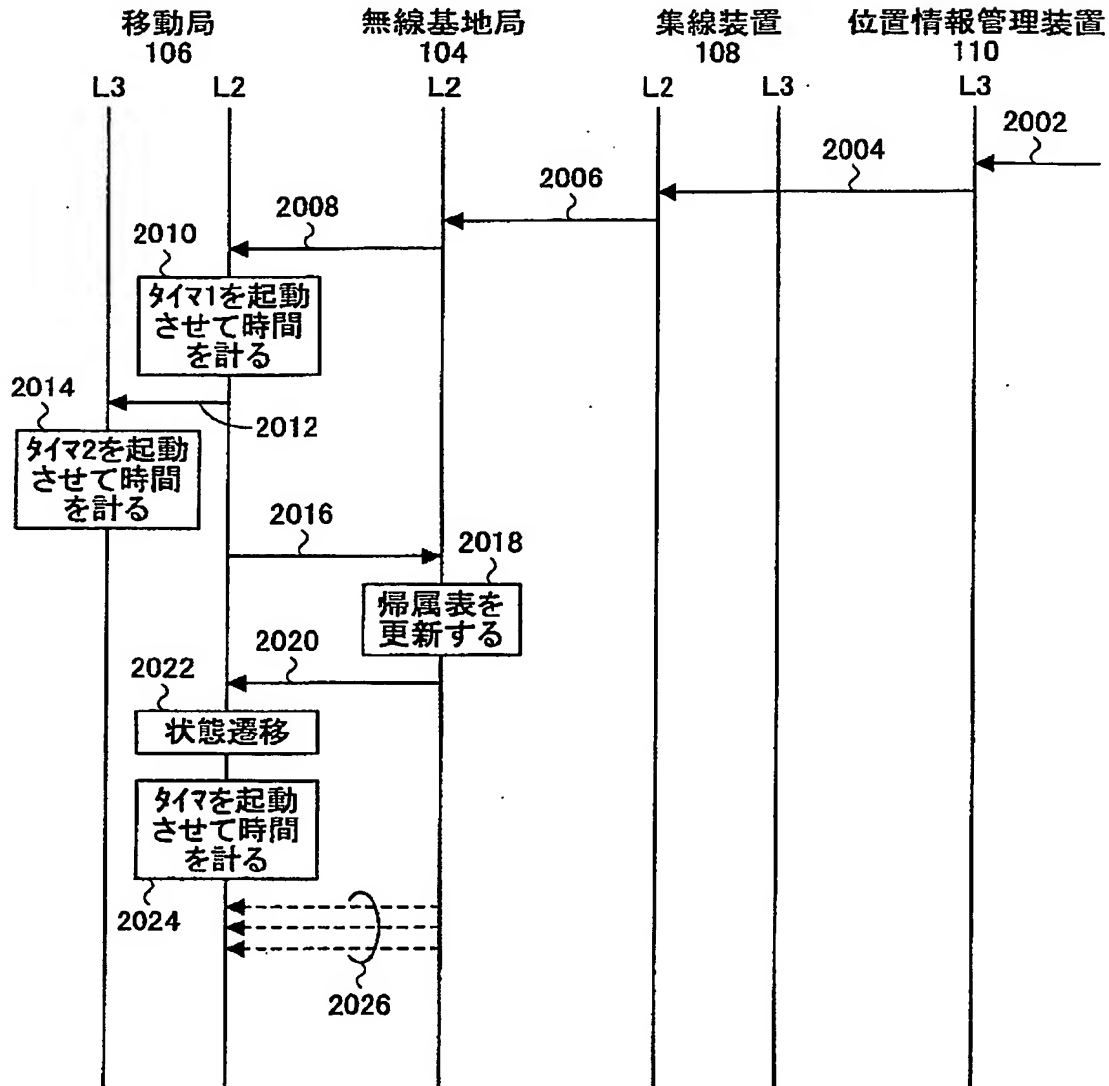 移動局 無線基地局 集線装置 位置情報管理装置
106 104 108 110
L3 L2 L2 L2 L3 L3
2002
2004
2006
2008
2010
タイマ1を起動
させて時間
を計る
2014
2012
タイマ2を起動
させて時間
を計る
2016
2018
帰属表を
更新する
2020
2022
状態遷移
タイマを起動
させて時間
を計る
2024
2026